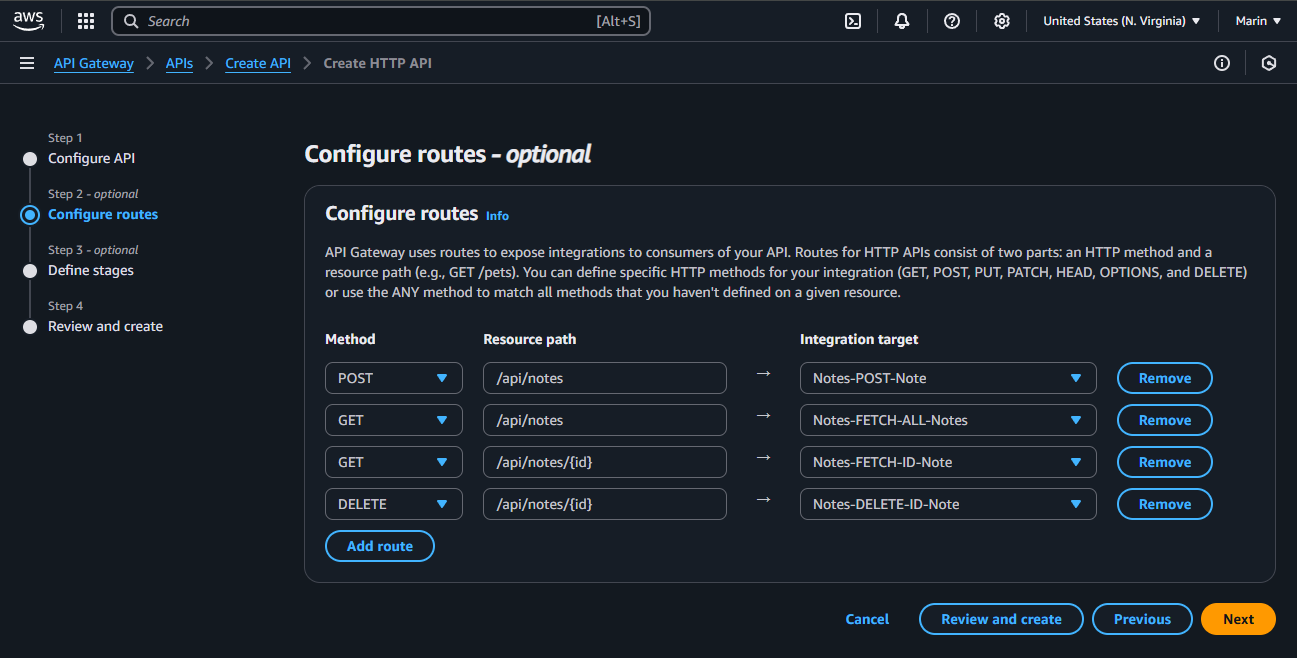 aws
Search [Alt+S]
United States (N. Virginia) Marin
API Gateway APIs Create API Create HTTP API
Step 1
Configure API
Step 2 - optional
Configure routes
Step 3 - optional
Define stages
Step 4
Review and create
Configure routes - optional
Configure routes Info
API Gateway uses routes to expose integrations to consumers of your API. Routes for HTTP APIs consist of two parts: an HTTP method and a
resource path (e.g., GET /pets). You can define specific HTTP methods for your integration (GET, POST, PUT, PATCH, HEAD, OPTIONS, and DELETE)
or use the ANY method to match all methods that you haven't defined on a given resource.
Method Resource path Integration target
POST /api/notes → Notes-POST-Note Remove
GET /api/notes → Notes-FETCH-ALL-Notes Remove
GET /api/notes/{id} → Notes-FETCH-ID-Note Remove
DELETE /api/notes/{id} → Notes-DELETE-ID-Note Remove
Add route
Cancel Review and create Previous Next